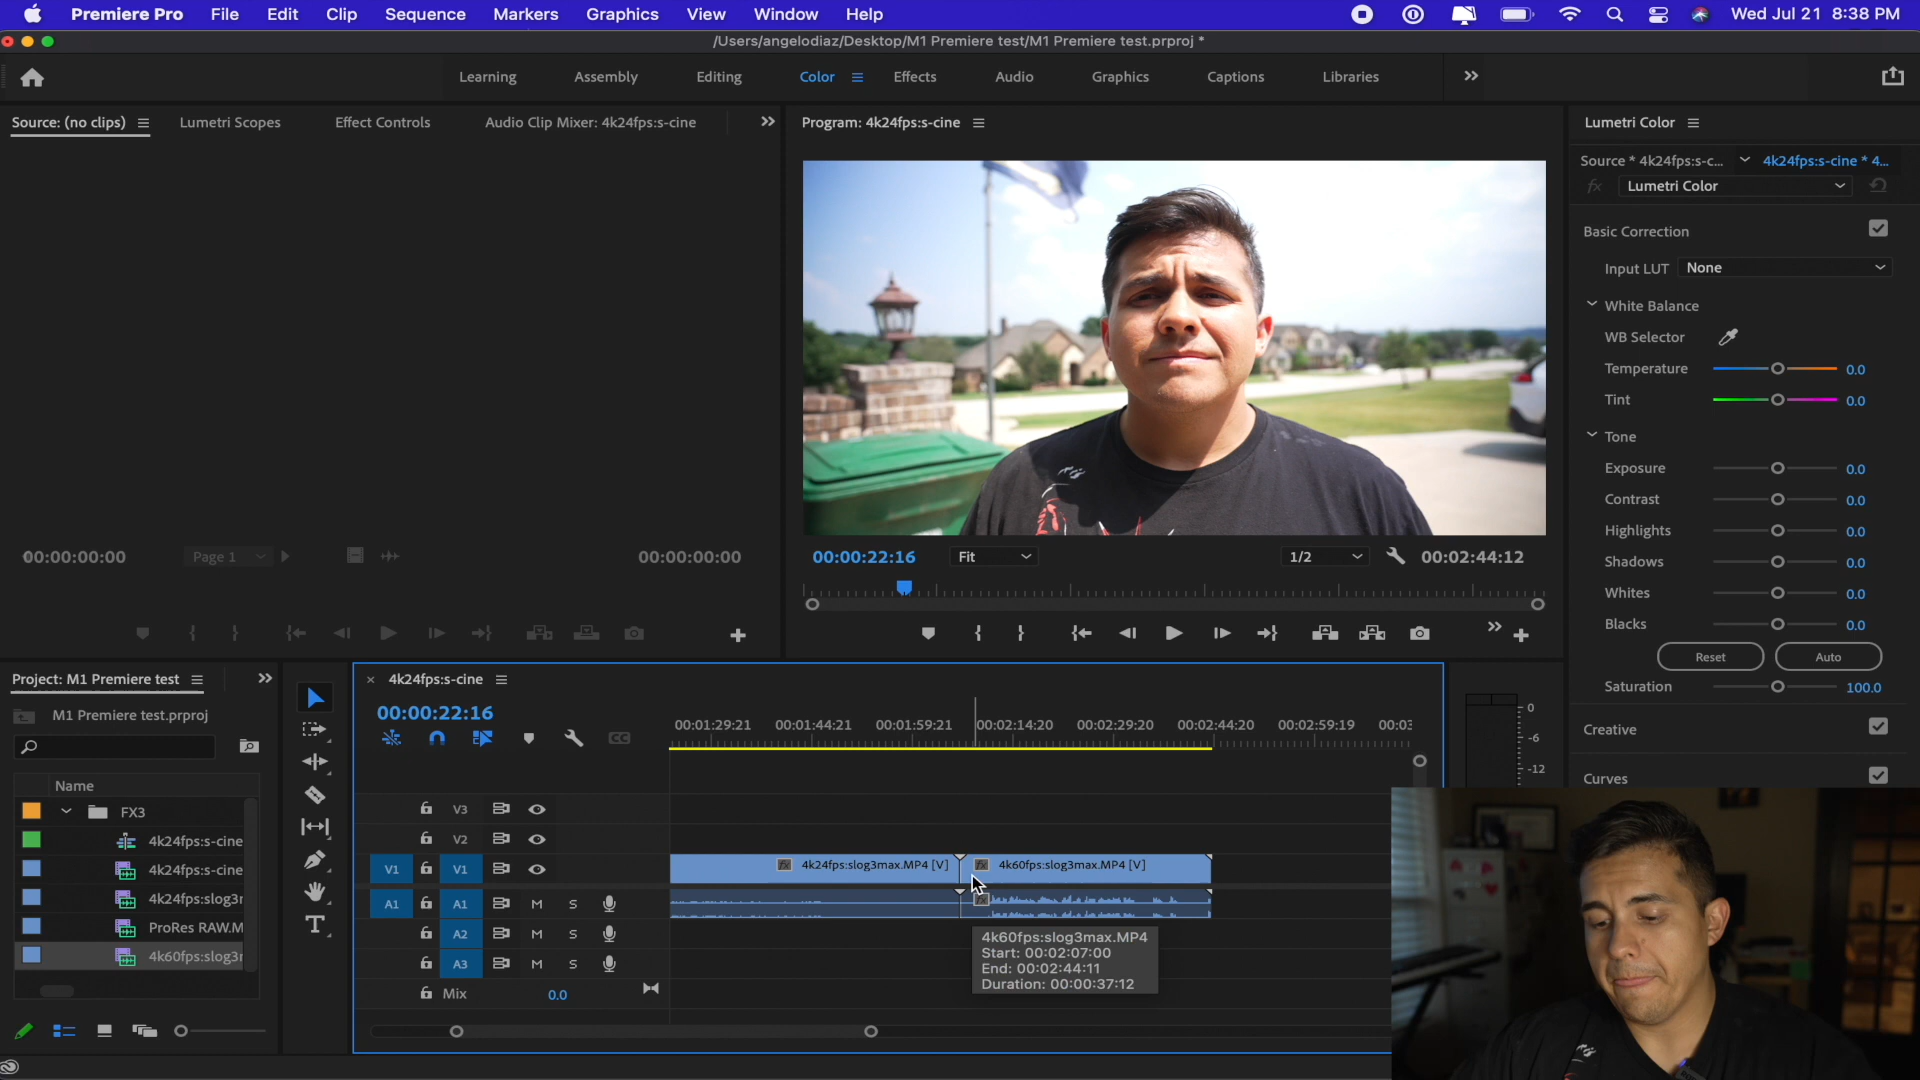 Premiere Pro File Edit Clip Sequence Markers Graphics View Window Help Wed Jul 21 8:38 PM
/Users/angelodiaz/Desktop/M1 Premiere test/M1 Premiere test.prproj *
Learning Assembly Editing Color Effects Audio Graphics Captions Libraries
Source: (no clips) Lumetri Scopes Effect Controls Audio Clip Mixer: 4k24fps:s-cine
Program: 4k24fps:s-cine
Lumetri Color
Source * 4k24fps:s-c... 4k24fps:s-cine * 4...
fx Lumetri Color
Basic Correction
Input LUT None
White Balance
WB Selector
Temperature 0.0
Tint 0.0
Tone
Exposure 0.0
Contrast 0.0
Highlights 0.0
Shadows 0.0
Whites 0.0
Blacks 0.0
Reset Auto
Saturation 100.0
Creative
Curves
00:00:00:00 Page 1 00:00:00:00
00:00:22:16 Fit 1/2 00:02:44:12
Project: M1 Premiere test
M1 Premiere test.prproj
Name
FX3
4k24fps:s-cine
4k24fps:s-cine
4k24fps:slog3
ProRes RAW.M
4k60fps:slog3
4k24fps:s-cine
00:00:22:16
00:01:29:21 00:01:44:21 00:01:59:21 00:02:14:20 00:02:29:20 00:02:44:20 00:02:59:19 00:03:
V3
V2
V1 V1 fx 4k24fps:slog3max.MP4 [V] fx 4k60fps:slog3max.MP4 [V]
A1 A1 M S
A2 M S
A3 M S
Mix 0.0
4k60fps:slog3max.MP4
Start: 00:02:07:00
End: 00:02:44:11
Duration: 00:00:37:12
0
-6
-12